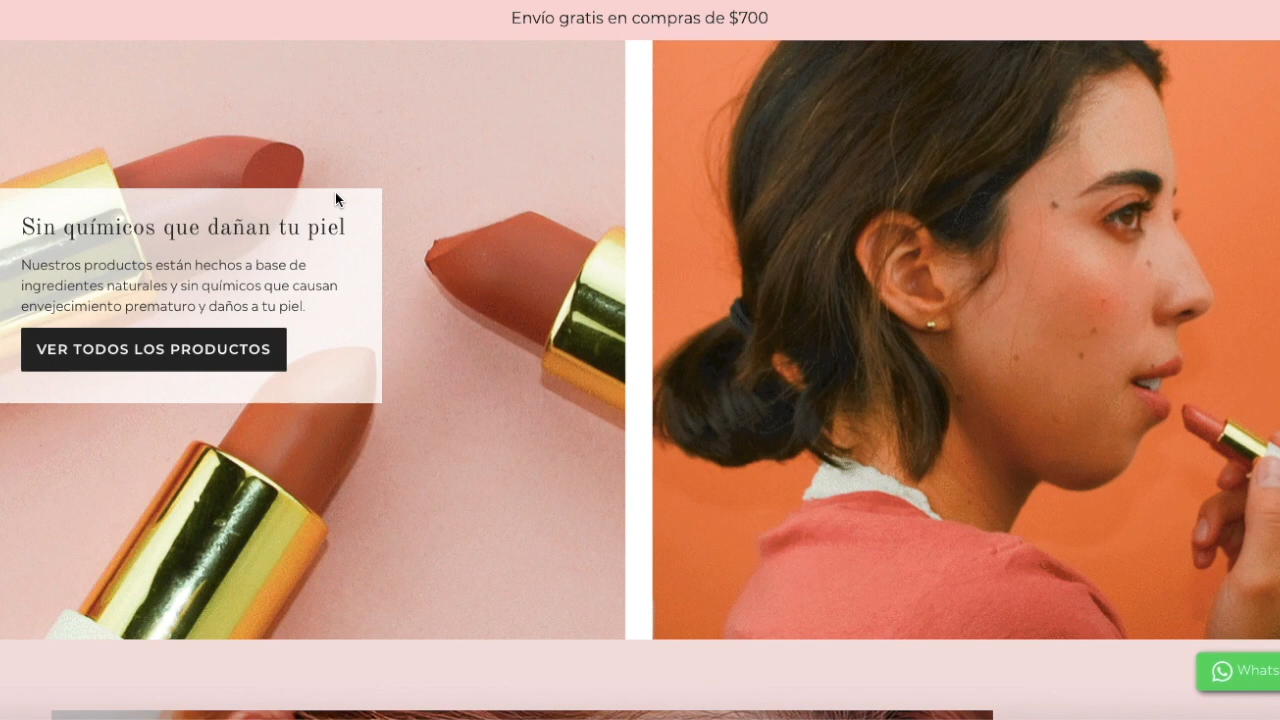 Envío gratis en compras de $700
Sin químicos que dañan tu piel
Nuestros productos están hechos a base de
ingredientes naturales y sin químicos que causan
envejecimiento prematuro y daños a tu piel.
VER TODOS LOS PRODUCTOS
Whats